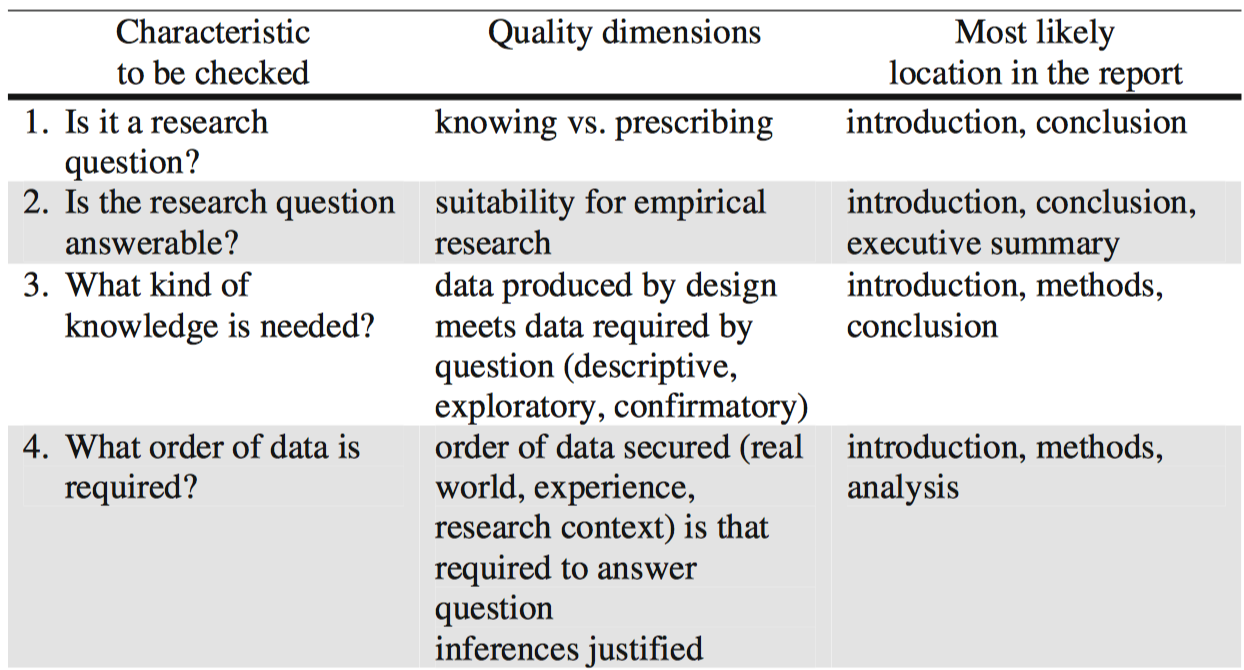 Characteristic to be checked
Quality dimensions
Most likely location in the report
1. Is it a research question?
knowing vs. prescribing
introduction, conclusion
2. Is the research question answerable?
suitability for empirical research
introduction, conclusion, executive summary
3. What kind of knowledge is needed?
data produced by design meets data required by question (descriptive, exploratory, confirmatory)
introduction, methods, conclusion
4. What order of data is required?
order of data secured (real world, experience, research context) is that required to answer question
inferences justified
introduction, methods, analysis